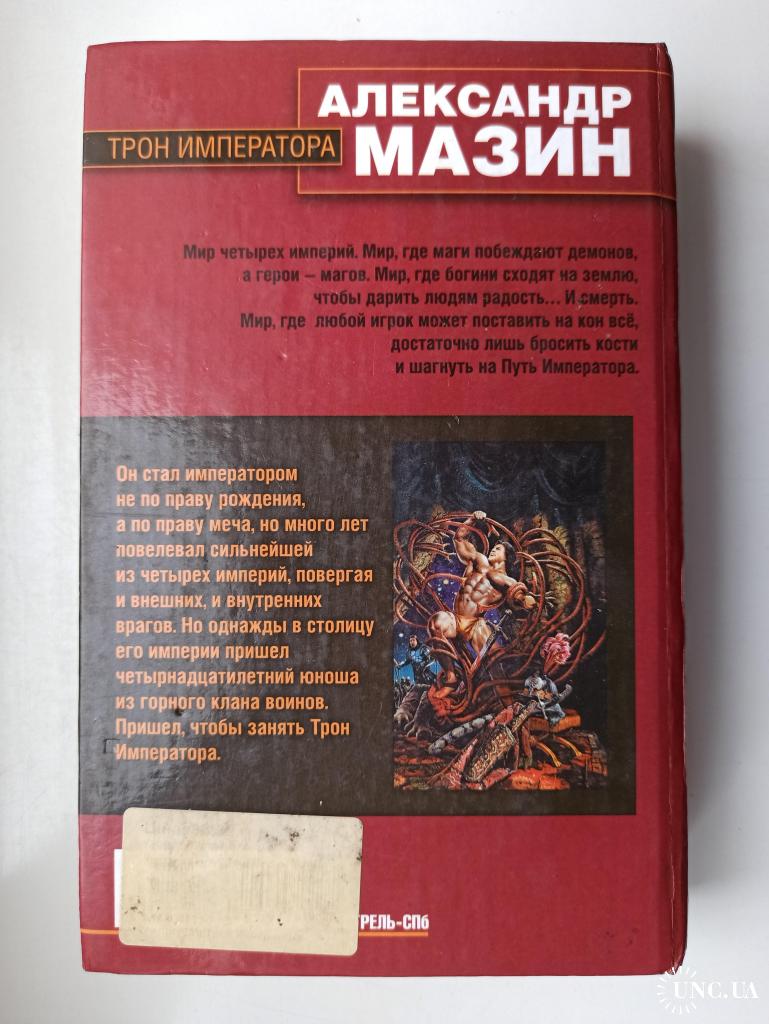 АЛЕКСАНДР
МАЗИН
ТРОН ИМПЕРАТОРА
Мир четырех империй. Мир, где маги побеждают демонов,
а герои – магов. Мир, где богини сходят на землю,
чтобы дарить людям радость... И смерть.
Мир, где любой игрок может поставить на кон всё,
достаточно лишь бросить кости
и шагнуть на Путь Императора.
Он стал императором
не по праву рождения,
а по праву меча, но много лет
повелевал сильнейшей
из четырех империй, повергая
и внешних, и внутренних
врагов. Но однажды в столицу
его империи пришел
четырнадцатилетний юноша
из горного клана воинов.
Пришел, чтобы занять Трон
Императора.
ТРЕЛЬ-СПб
UNC.UA